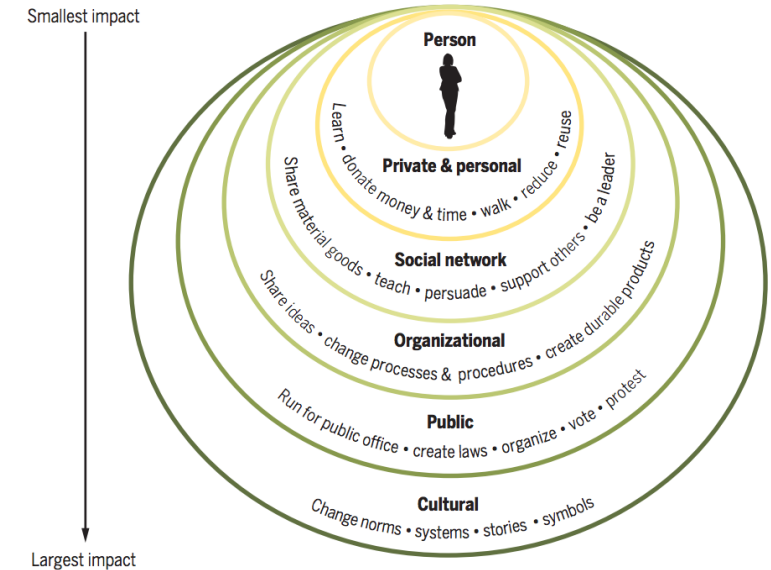 Smallest impact
Person
Private & personal
Learn • donate money & time • walk • reduce • reuse
Social network
Share material goods • teach • persuade • support others • be a leader
Organizational
Share ideas • change processes & procedures • create durable products
Public
Run for public office • create laws • organize • vote • protest
Cultural
Change norms • systems • stories • symbols
Largest impact